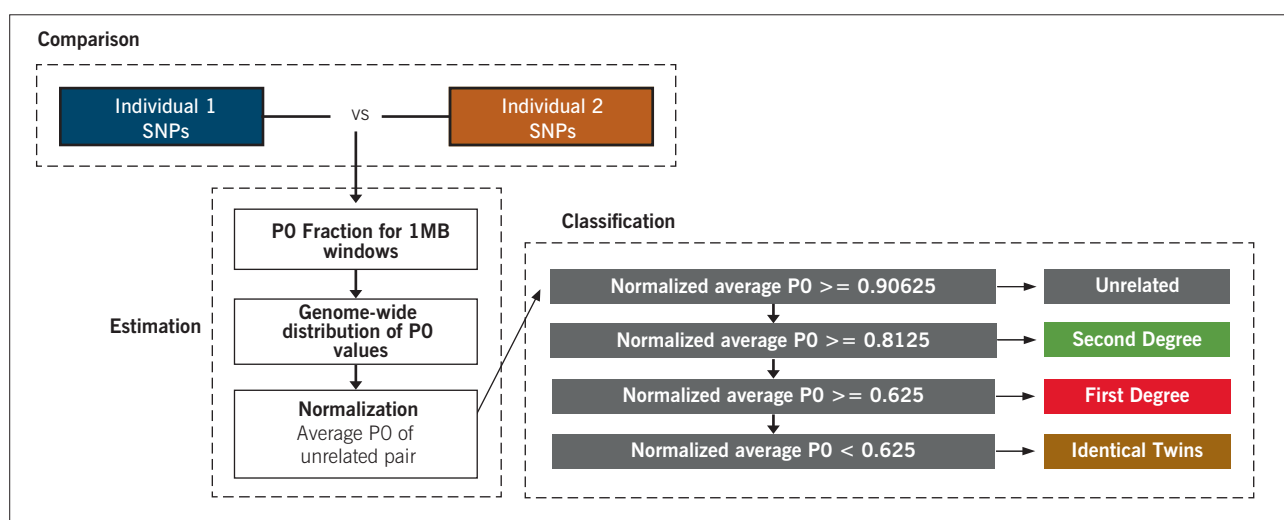 Comparison
Individual 1
SNPs
vs
Individual 2
SNPs
P0 Fraction for 1MB
windows
Estimation
Genome-wide
distribution of P0
values
Normalization
Average P0 of
unrelated pair
Classification
Normalized average P0 >= 0.90625
Unrelated
Normalized average P0 >= 0.8125
Second Degree
Normalized average P0 >= 0.625
First Degree
Normalized average P0 < 0.625
Identical Twins